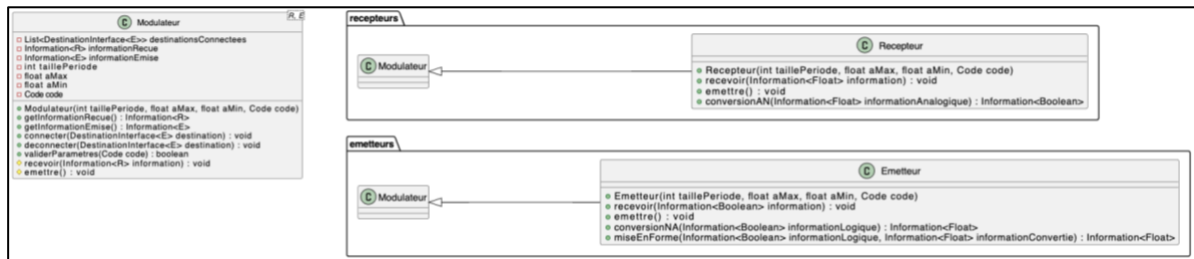 C Modulateur
R, E
List<DestinationInterface<E>> destinationsConnectees
Information<R> informationRecue
Information<E> informationEmise
int taillePeriode
float aMax
float aMin
Code code
Modulateur(int taillePeriode, float aMax, float aMin, Code code)
getInformationRecue() : Information<R>
getInformationEmise() : Information<E>
connecter(DestinationInterface<E> destination) : void
deconnecter(DestinationInterface<E> destination) : void
validerParametres(Code code) : boolean
recevoir(Information<R> information) : void
emettre() : void
recepteurs
C Modulateur
C Recepteur
Recepteur(int taillePeriode, float aMax, float aMin, Code code)
recevoir(Information<Float> information) : void
emettre() : void
conversionAN(Information<Float> informationAnalogique) : Information<Boolean>
emetteurs
C Modulateur
C Emetteur
Emetteur(int taillePeriode, float aMax, float aMin, Code code)
recevoir(Information<Boolean> information) : void
emettre() : void
conversionNA(Information<Boolean> informationLogique) : Information<Float>
miseEnForme(Information<Boolean> informationLogique, Information<Float> informationConvertie) : Information<Float>